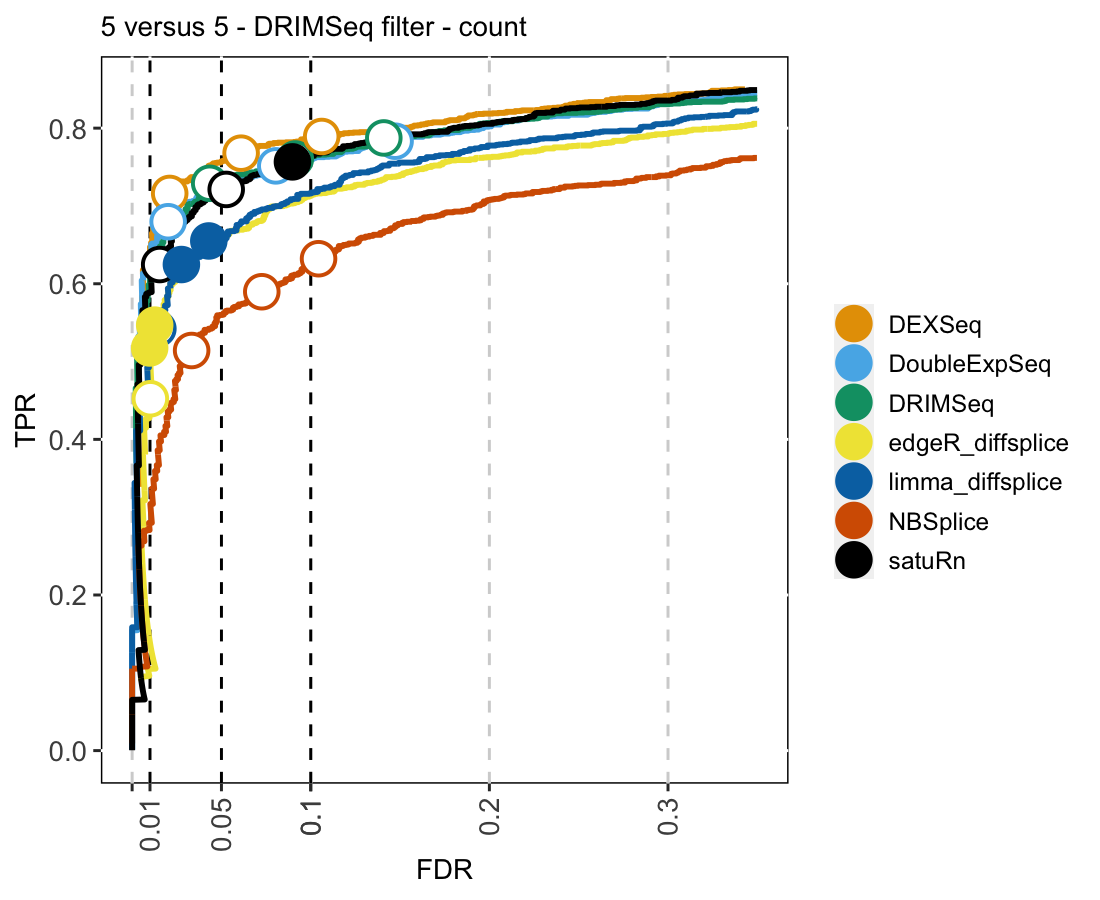 5 versus 5 - DRIMSeq filter - count
TPR
0.8
0.6
0.4
0.2
0.0
0.01
0.05
0.1
0.2
0.3
FDR
DEXSeq
DoubleExpSeq
DRIMSeq
edgeR_diffsplice
limma_diffsplice
NBSplice
satuRn